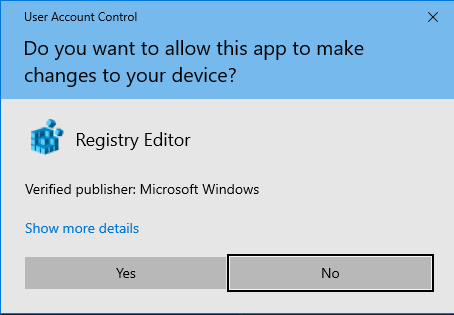 User Account Control
Do you want to allow this app to make
changes to your device?
Registry Editor
Verified publisher: Microsoft Windows
Show more details
Yes
No